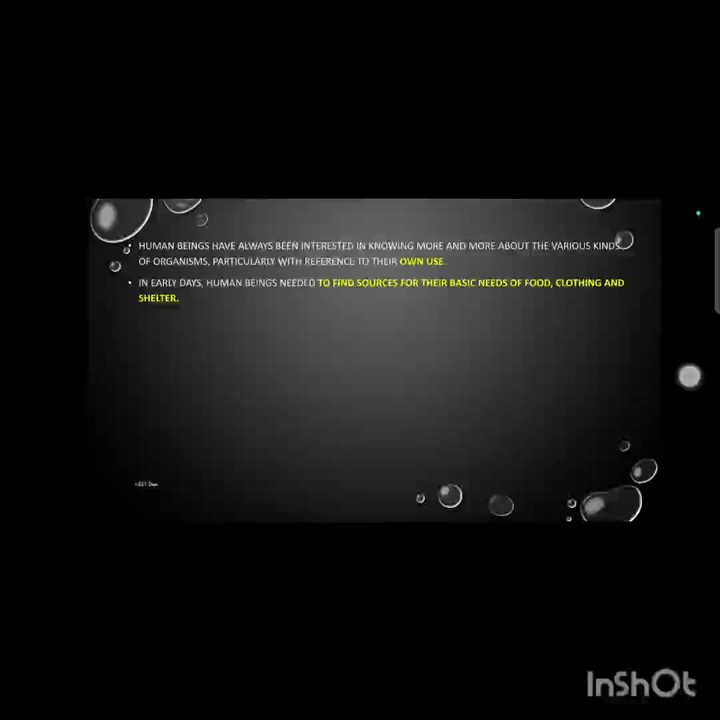 • HUMAN BEINGS HAVE ALWAYS BEEN INTERESTED IN KNOWING MORE AND MORE ABOUT THE VARIOUS KINDS
OF ORGANISMS, PARTICULARLY WITH REFERENCE TO THEIR OWN USE.
• IN EARLY DAYS, HUMAN BEINGS NEEDED TO FIND SOURCES FOR THEIR BASIC NEEDS OF FOOD, CLOTHING AND
SHELTER.
InShOt